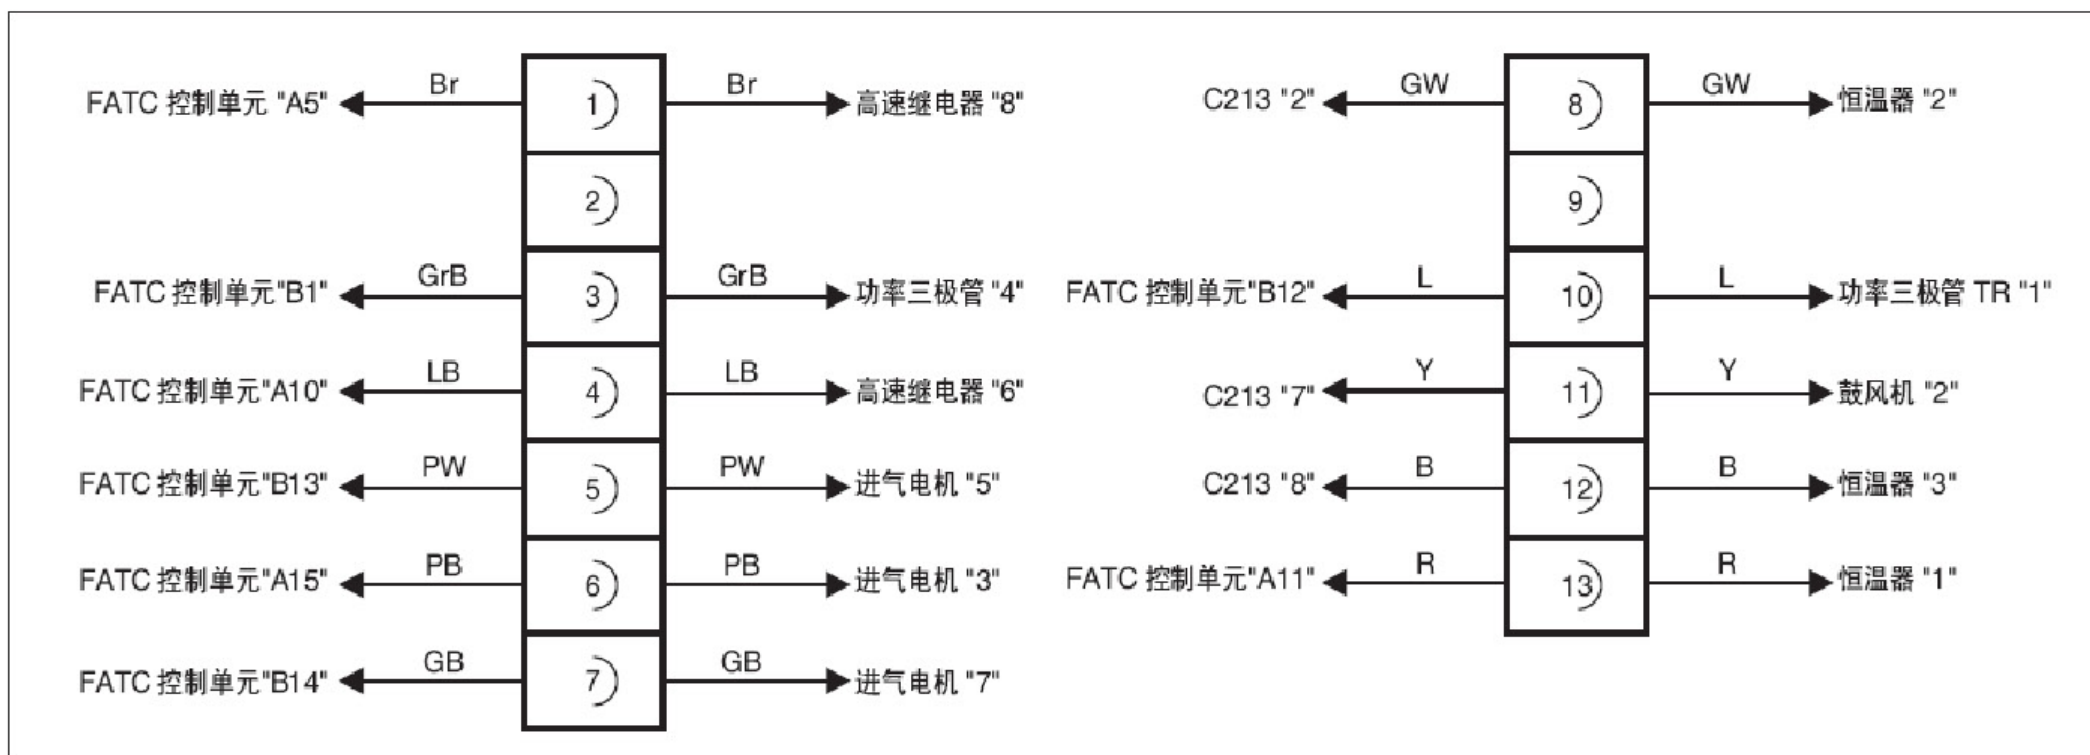 FATC 控制单元 "A5" Br 1 Br 高速继电器 "8"
2
FATC 控制单元"B1" GrB 3 GrB 功率三极管 "4"
FATC 控制单元"A10" LB 4 LB 高速继电器 "6"
FATC 控制单元"B13" PW 5 PW 进气电机 "5"
FATC 控制单元"A15" PB 6 PB 进气电机 "3"
FATC 控制单元"B14" GB 7 GB 进气电机 "7"
C213 "2" GW 8 GW 恒温器 "2"
9
FATC 控制单元"B12" L 10 L 功率三极管 TR "1"
C213 "7" Y 11 Y 鼓风机 "2"
C213 "8" B 12 B 恒温器 "3"
FATC 控制单元"A11" R 13 R 恒温器 "1"